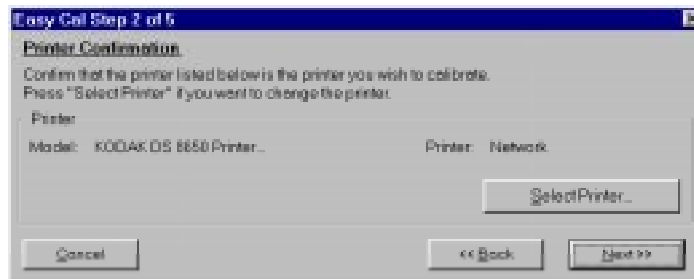 Easy Cal Step 2 of 5
Printer Confirmation
Confirm that the printer listed below is the printer you wish to calibrate.
Press "Select Printer" if you want to change the printer.
Printer
Model: KODAK DS 8650 Printer... Printer: Network
Select Printer...
Cancel << Back Next >>